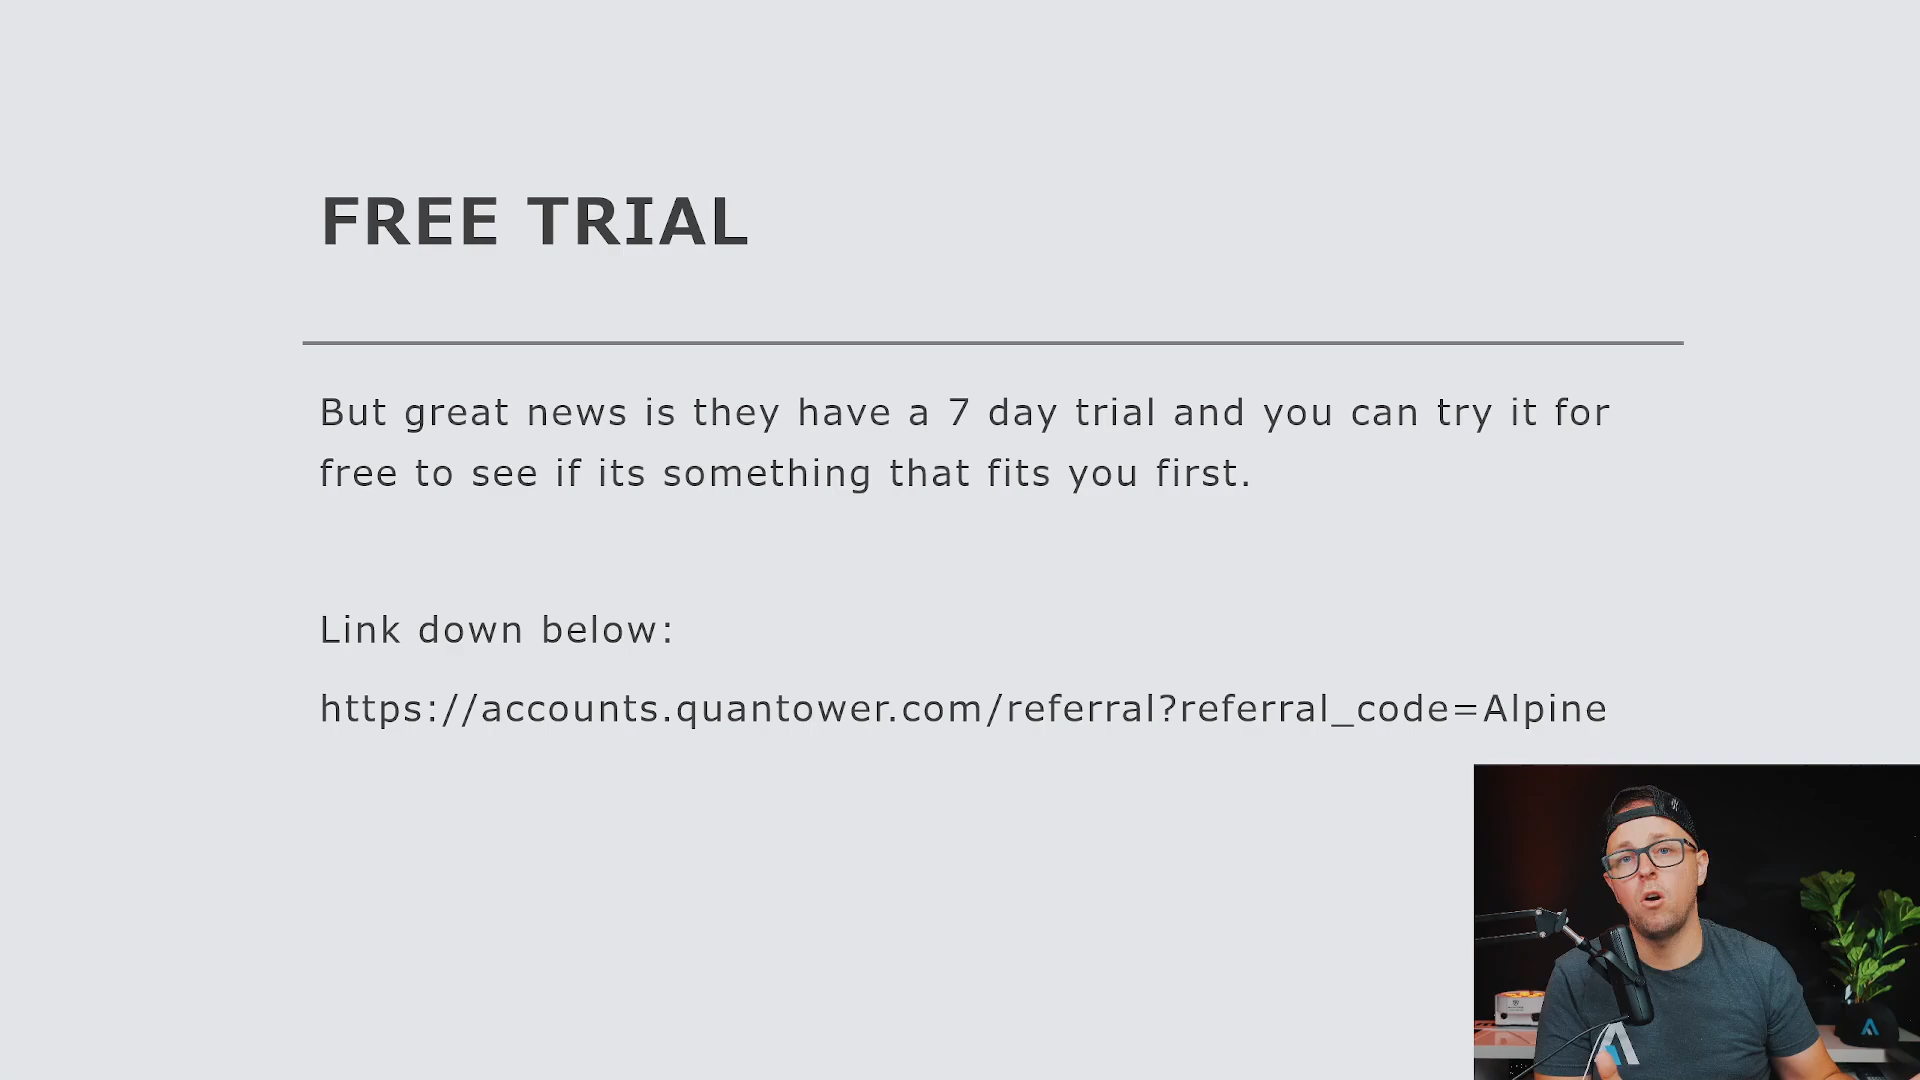 FREE TRIAL
But great news is they have a 7 day trial and you can try it for
free to see if its something that fits you first.
Link down below:
https://accounts.quantower.com/referral?referral_code=Alpine